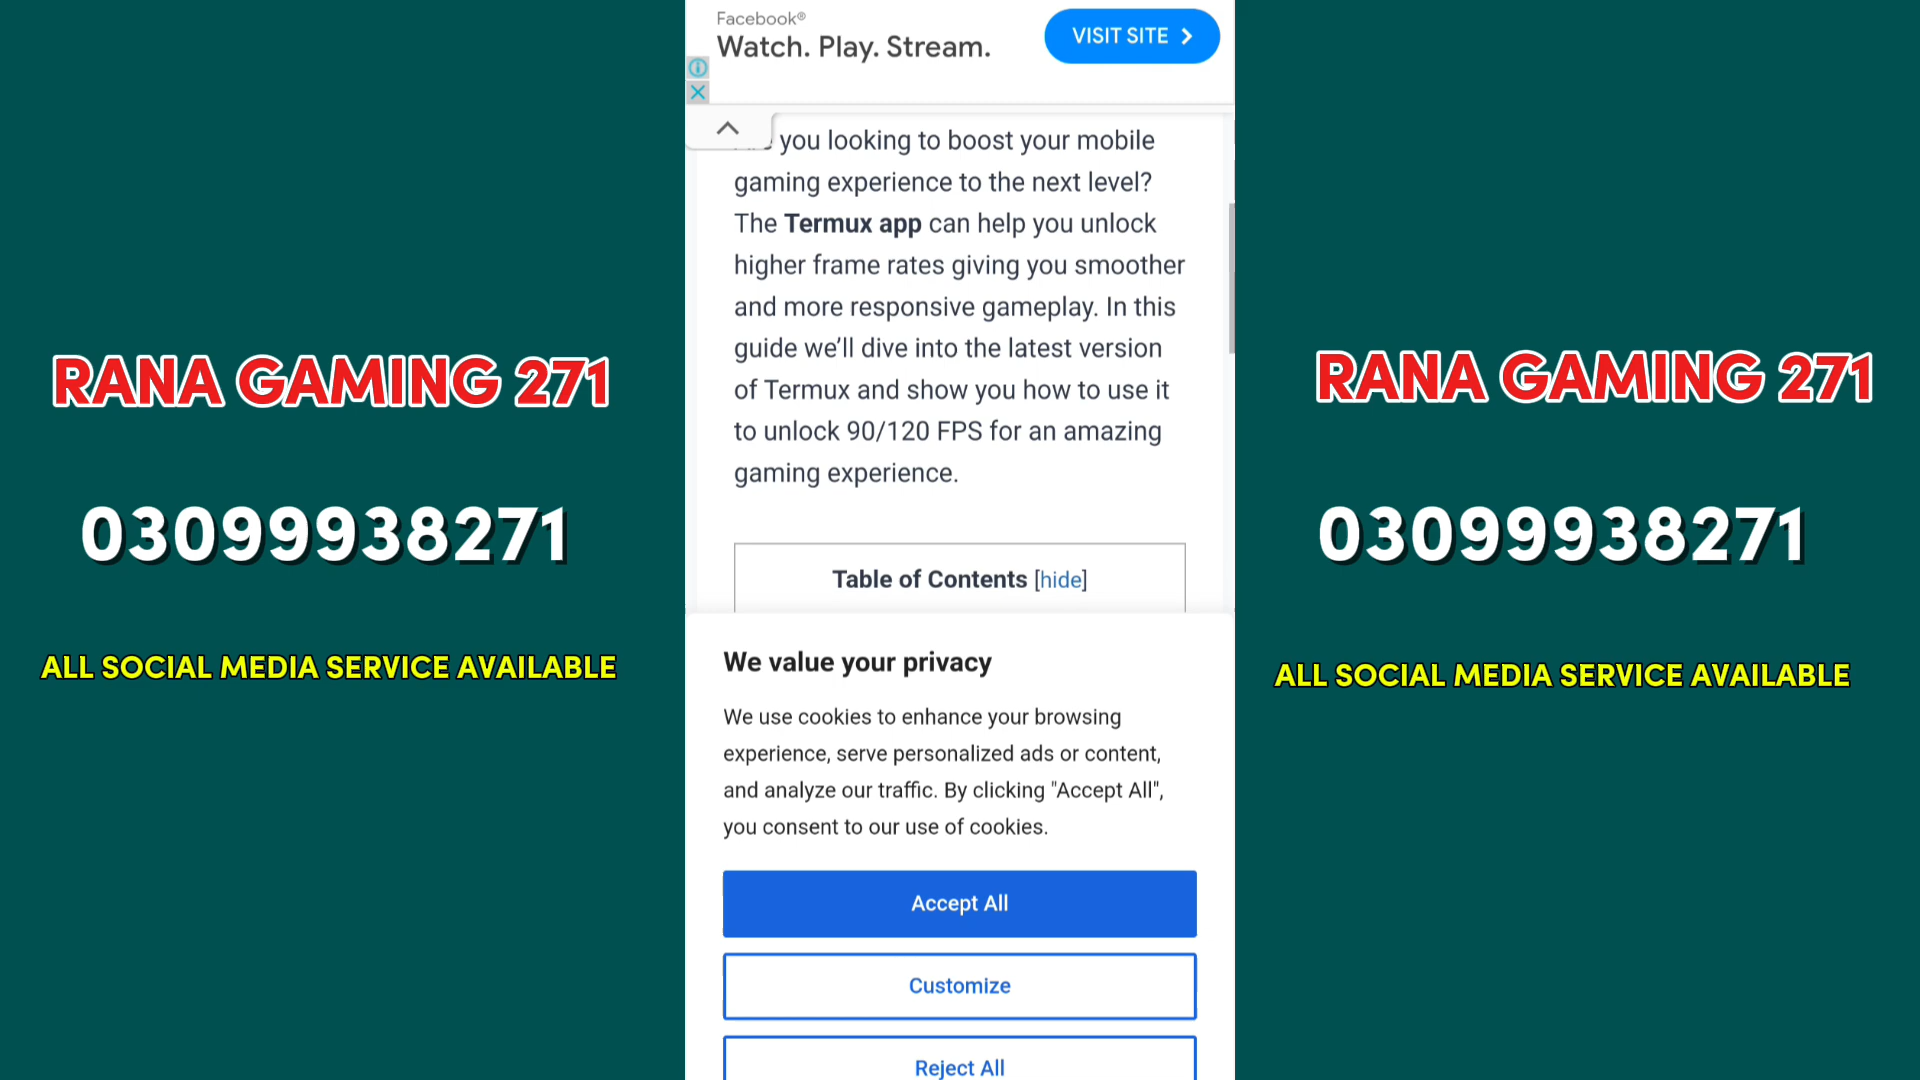 RANA GAMING 271
03099938271
ALL SOCIAL MEDIA SERVICE AVAILABLE
Facebook®
Watch. Play. Stream.
VISIT SITE
you looking to boost your mobile
gaming experience to the next level?
The Termux app can help you unlock
higher frame rates giving you smoother
and more responsive gameplay. In this
guide we’ll dive into the latest version
of Termux and show you how to use it
to unlock 90/120 FPS for an amazing
gaming experience.
Table of Contents [hide]
We value your privacy
We use cookies to enhance your browsing
experience, serve personalized ads or content,
and analyze our traffic. By clicking "Accept All",
you consent to our use of cookies.
Accept All
Customize
Reject All
RANA GAMING 271
03099938271
ALL SOCIAL MEDIA SERVICE AVAILABLE